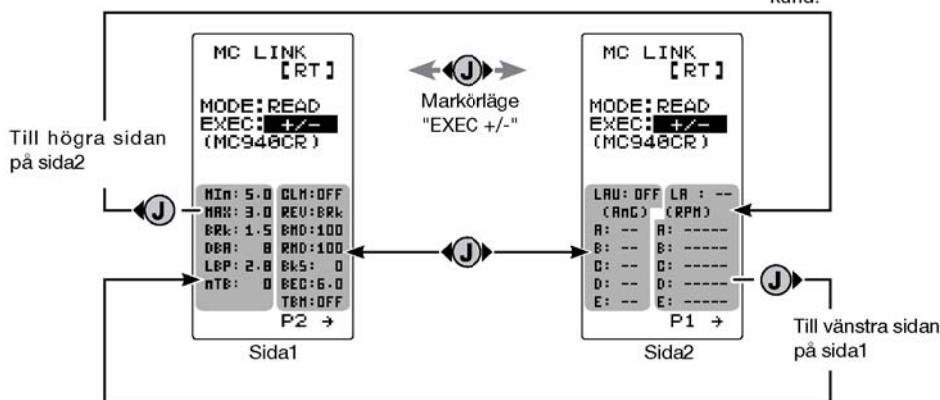 kund.
MC LINK
[RT]
MODE:READ
EXEC: +/-
(MC940CR)
MIn: 5.0 CLM:OFF
MAX: 3.0 REV:BRk
BRk: 1.5 BMD:100
DBA: 8 RMD:100
LBP: 2.8 BkS: 0
nTB: 0 BEC:6.0
TBM:OFF
P2 →
Sida1
Till högra sidan
på sida2
J
J
Markörläge
"EXEC +/-"
J
MC LINK
[RT]
MODE:READ
EXEC: +/-
(MC940CR)
LAU: OFF LA : --
(AnG) (RPM)
A: -- A: -----
B: -- B: -----
C: -- C: -----
D: -- D: -----
E: -- E: -----
P1 →
Sida2
J
Till vänstra sidan
på sida1